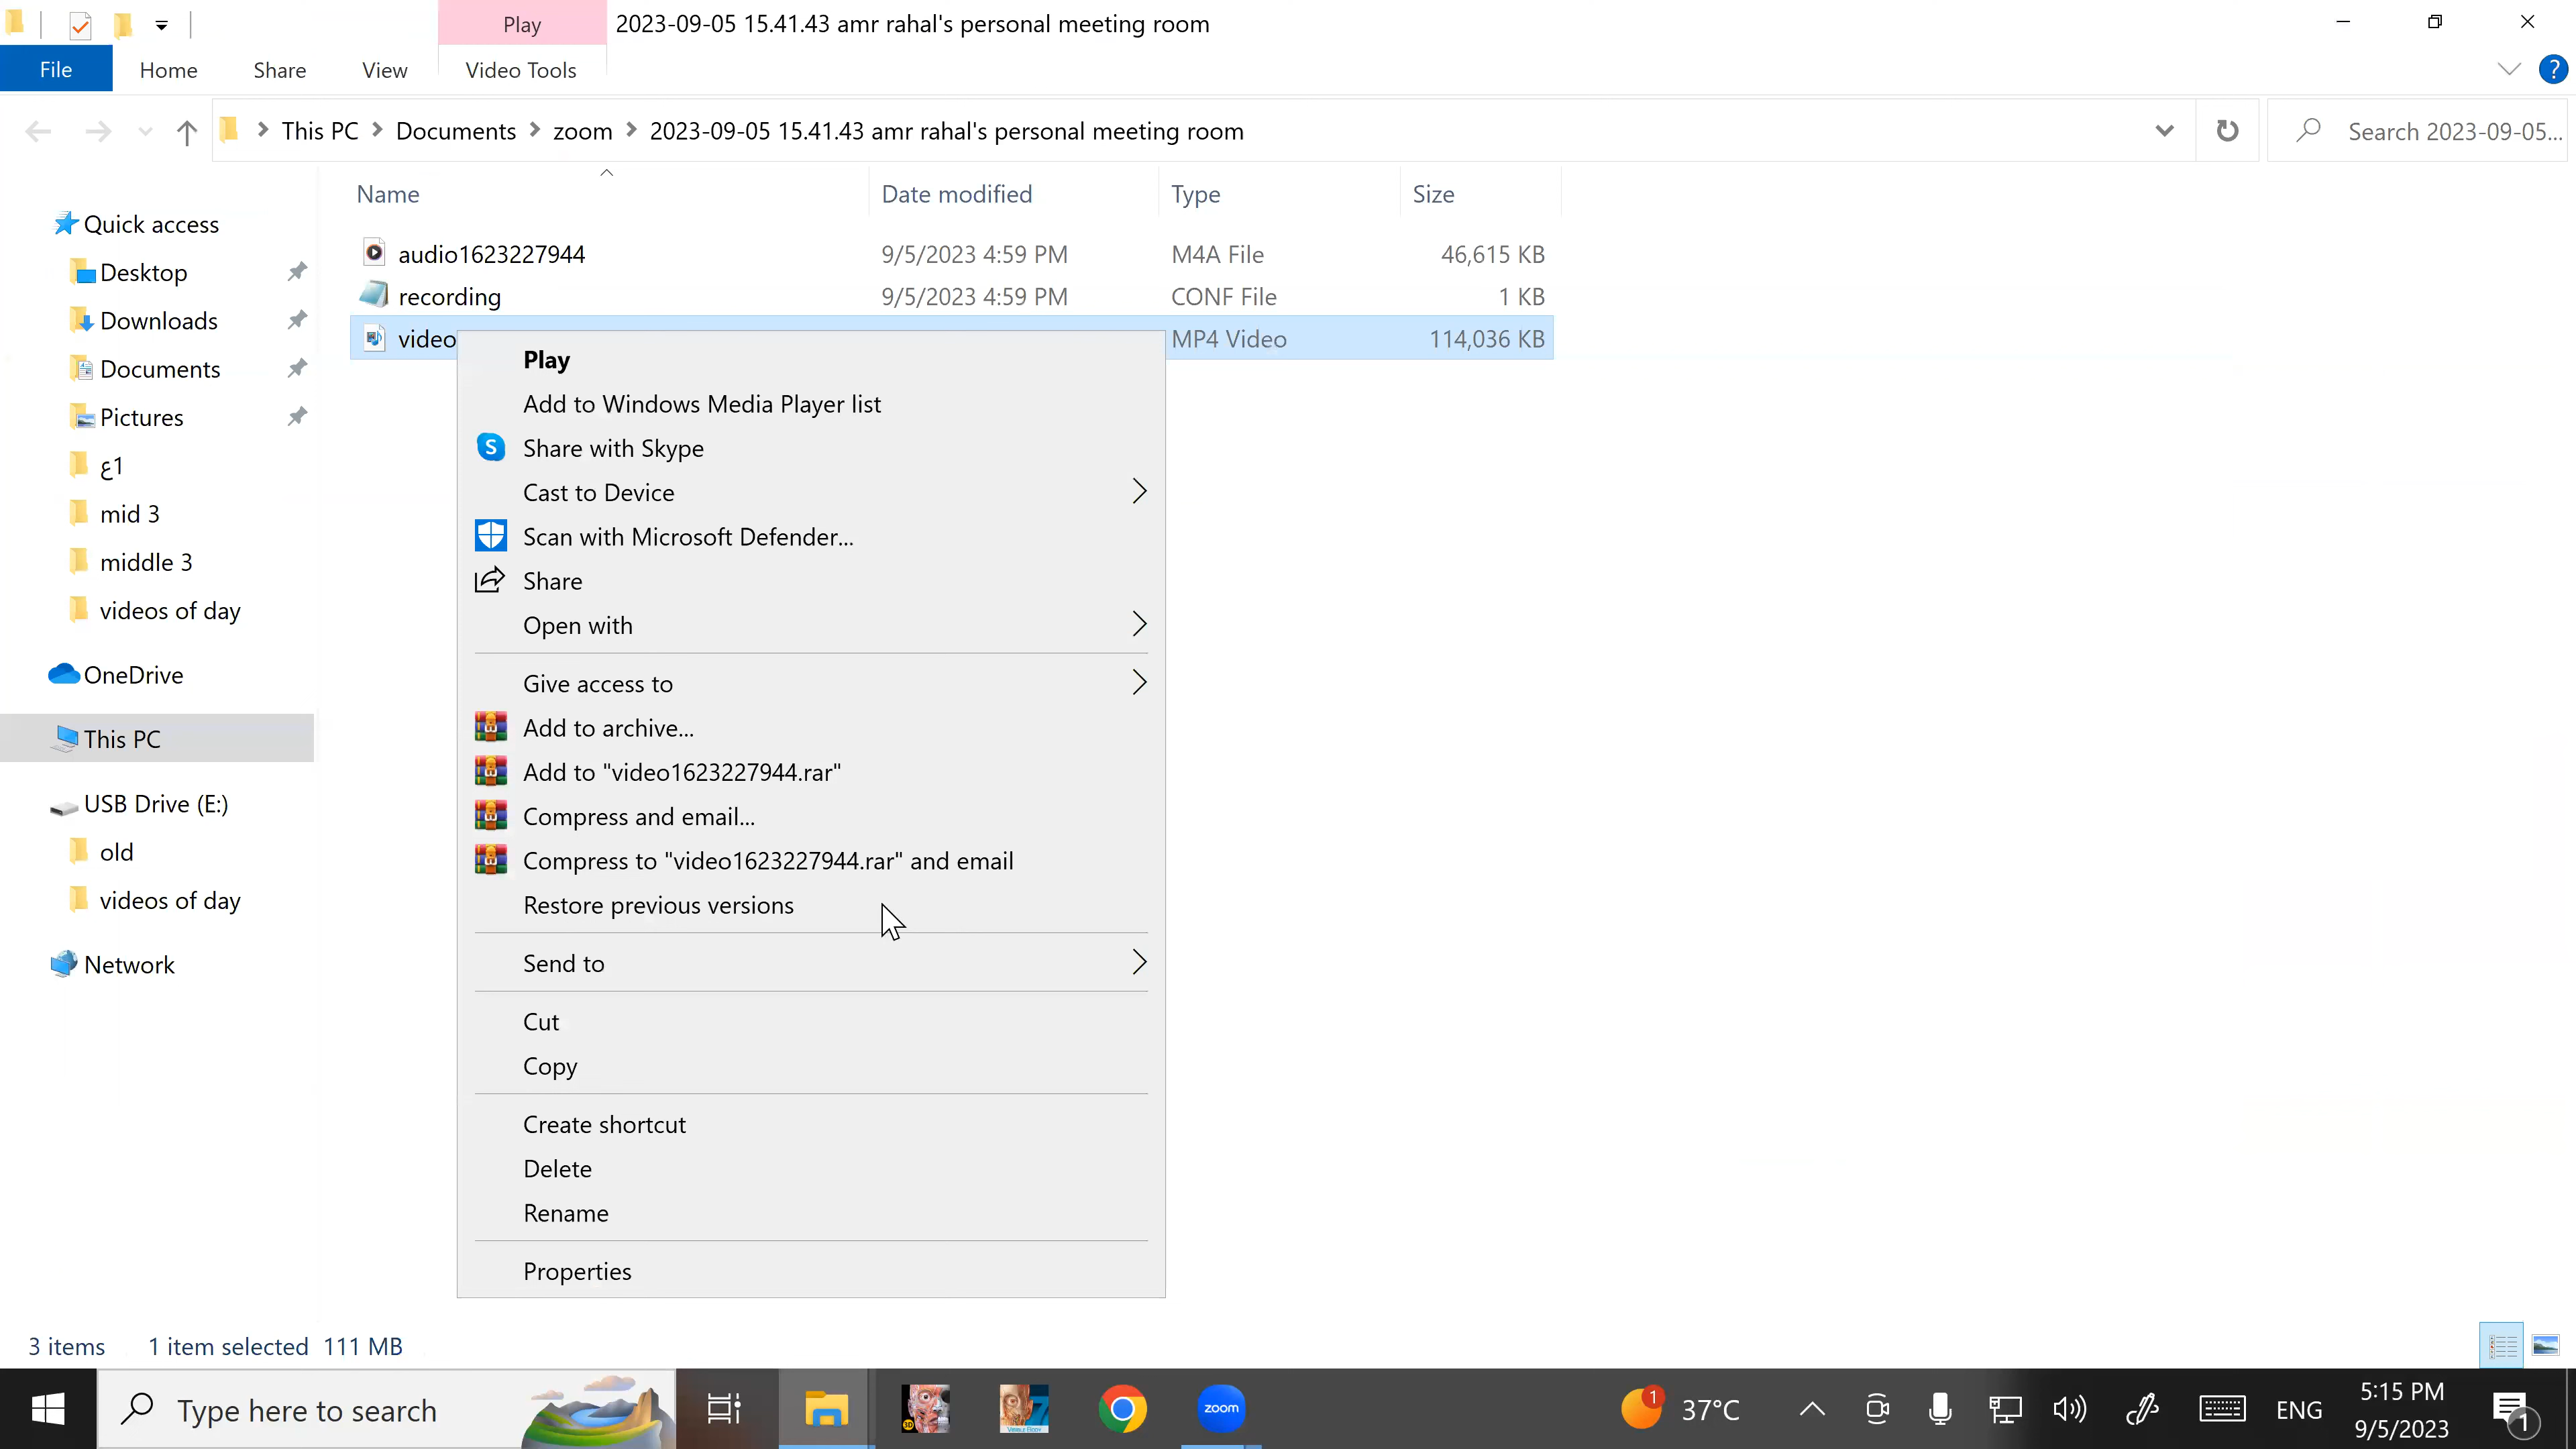 Play
2023-09-05 15.41.43 amr rahal's personal meeting room
File
Home
Share
View
Video Tools
?
This PC
Documents
zoom
2023-09-05 15.41.43 amr rahal's personal meeting room
Search 2023-09-05...
Name
Date modified
Type
Size
Quick access
Desktop
Downloads
Documents
Pictures
ع1
mid 3
middle 3
videos of day
OneDrive
This PC
USB Drive (E:)
old
videos of day
Network
audio1623227944 9/5/2023 4:59 PM M4A File 46,615 KB
recording 9/5/2023 4:59 PM CONF File 1 KB
video MP4 Video 114,036 KB
Play
Add to Windows Media Player list
S Share with Skype
Cast to Device
Scan with Microsoft Defender...
Share
Open with
Give access to
Add to archive...
Add to "video1623227944.rar"
Compress and email...
Compress to "video1623227944.rar" and email
Restore previous versions
Send to
Cut
Copy
Create shortcut
Delete
Rename
Properties
3 items 1 item selected 111 MB
Type here to search
3D
7
zoom
1
37°C
ENG
5:15 PM
9/5/2023
1